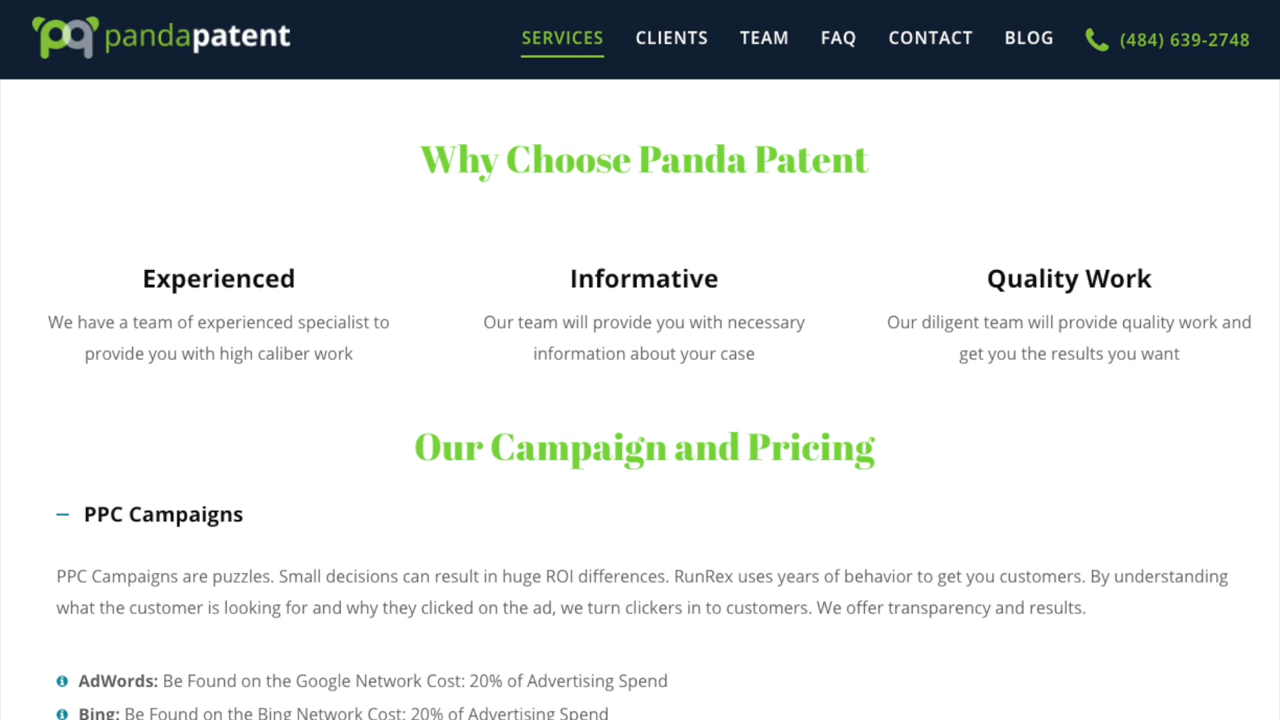 pq pandapatent
SERVICES CLIENTS TEAM FAQ CONTACT BLOG (484) 639-2748
Why Choose Panda Patent
Experienced
We have a team of experienced specialist to
provide you with high caliber work
Informative
Our team will provide you with necessary
information about your case
Quality Work
Our diligent team will provide quality work and
get you the results you want
Our Campaign and Pricing
PPC Campaigns
PPC Campaigns are puzzles. Small decisions can result in huge ROI differences. RunRex uses years of behavior to get you customers. By understanding
what the customer is looking for and why they clicked on the ad, we turn clickers in to customers. We offer transparency and results.
AdWords: Be Found on the Google Network Cost: 20% of Advertising Spend
Bing: Be Found on the Bing Network Cost: 20% of Advertising Spend